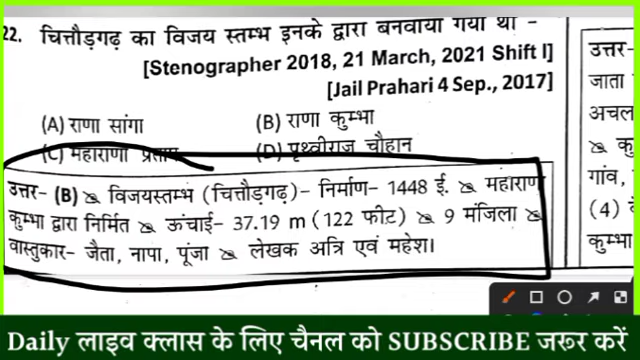 22. चित्तौड़गढ़ का विजय स्तम्भ इनके द्वारा बनवाया गया था -
[Stenographer 2018, 21 March, 2021 Shift I]
[Jail Prahari 4 Sep., 2017]
(A) राणा सांगा (B) राणा कुम्भा
(C) महाराणा प्रताप (D) पृथ्वीराज चौहान
उत्तर- (B) विजयस्तम्भ (चित्तौड़गढ़) - निर्माण- 1448 ई. महाराणा
कुम्भा द्वारा निर्मित ऊंचाई- 37.19 m (122 फीट) 9 मंजिला
वास्तुकार- जैता, नापा, पूंजा लेखक अत्रि एवं महेश।
उत्तर-
जाता
अचल
कु
गांव,
(4)
कुम्भा
Daily लाइव क्लास के लिए चैनल को SUBSCRIBE जरूर करें